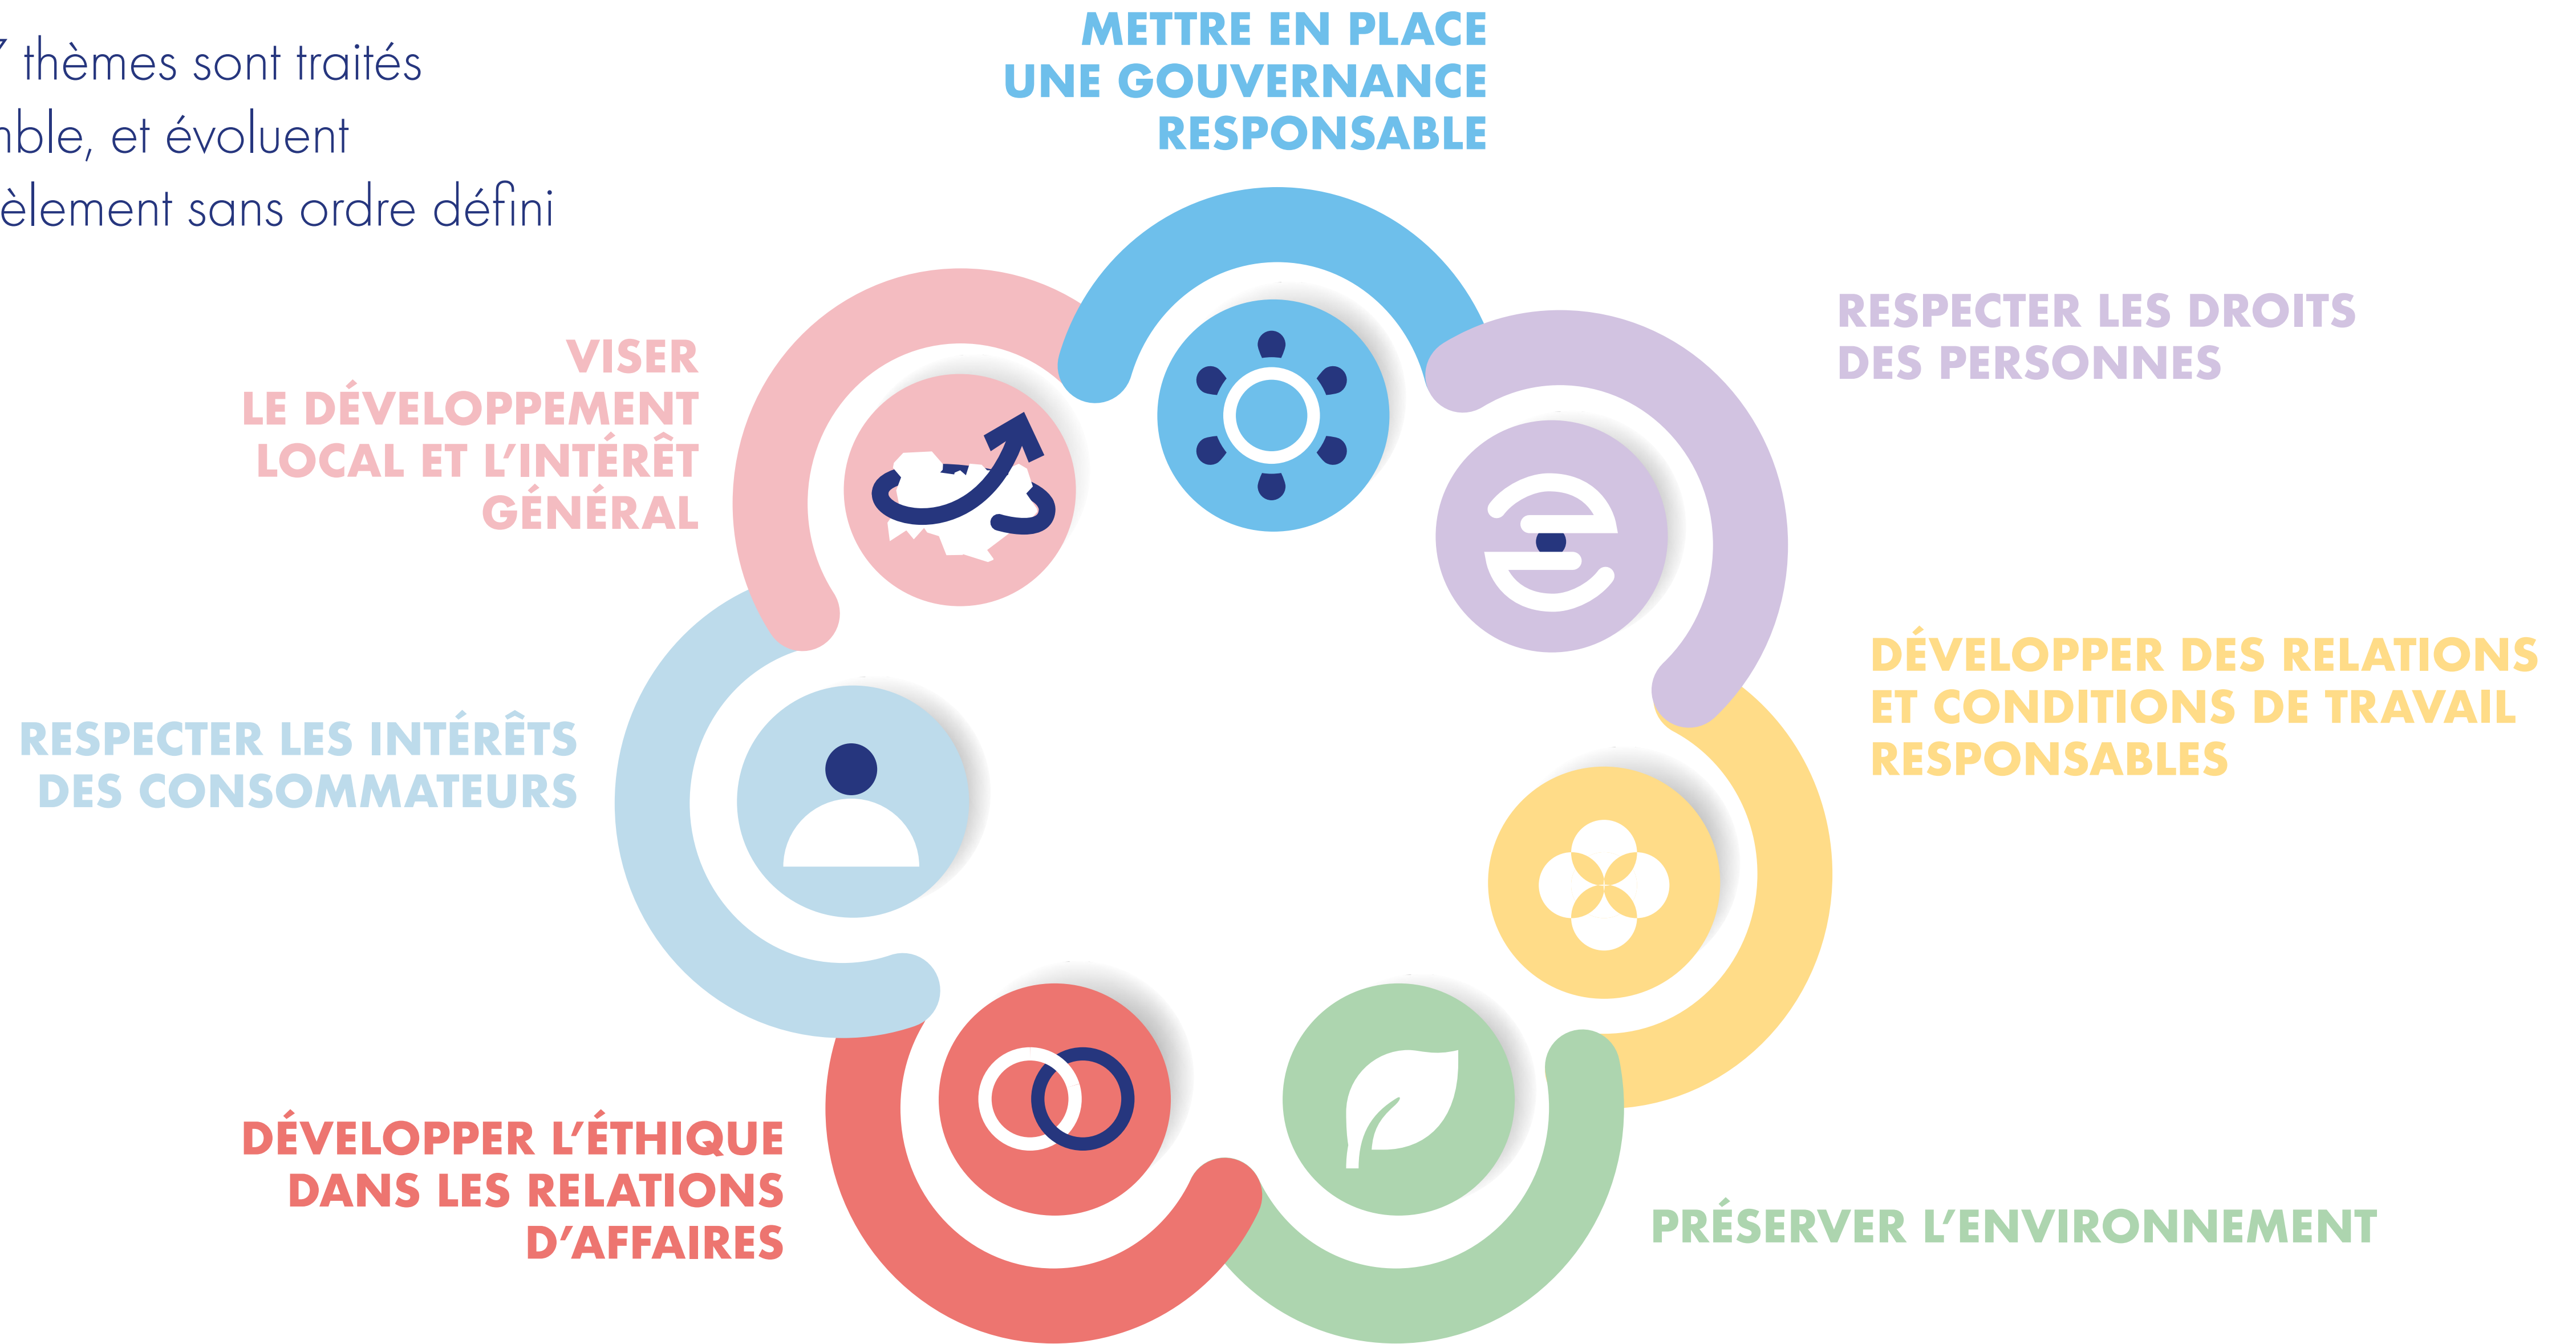 7 thèmes sont traités
mble, et évoluent
èlement sans ordre défini
METTRE EN PLACE
UNE GOUVERNANCE
RESPONSABLE
RESPECTER LES DROITS
DES PERSONNES
DÉVELOPPER DES RELATIONS
ET CONDITIONS DE TRAVAIL
RESPONSABLES
PRÉSERVER L’ENVIRONNEMENT
DÉVELOPPER L’ÉTHIQUE
DANS LES RELATIONS
D’AFFAIRES
RESPECTER LES INTÉRÊTS
DES CONSOMMATEURS
VISER
LE DÉVELOPPEMENT
LOCAL ET L’INTÉRÊT
GÉNÉRAL